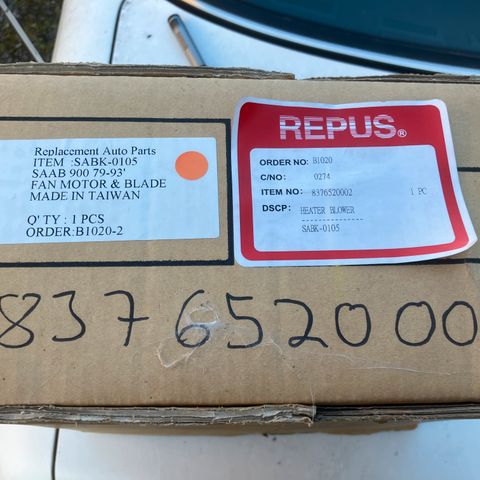 Replacement Auto Parts
ITEM :SABK-0105
SAAB 900 79-93'
FAN MOTOR & BLADE
MADE IN TAIWAN
Q' TY : 1 PCS
ORDER:B1020-2
REPUS®
ORDER NO: B1020
C/NO: 0274
ITEM NO: 8376520002 1 PC
DSCP: HEATER BLOWER
--------------
SABK-0105
837652000